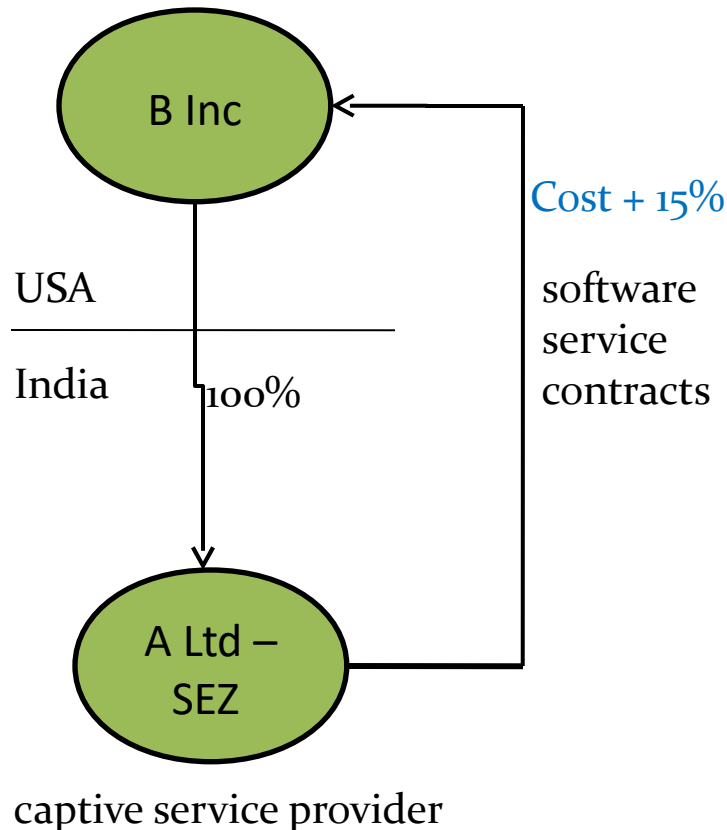 B Inc
Cost + 15%
USA
software
service
contracts
India
100%
A Ltd –
SEZ
captive service provider